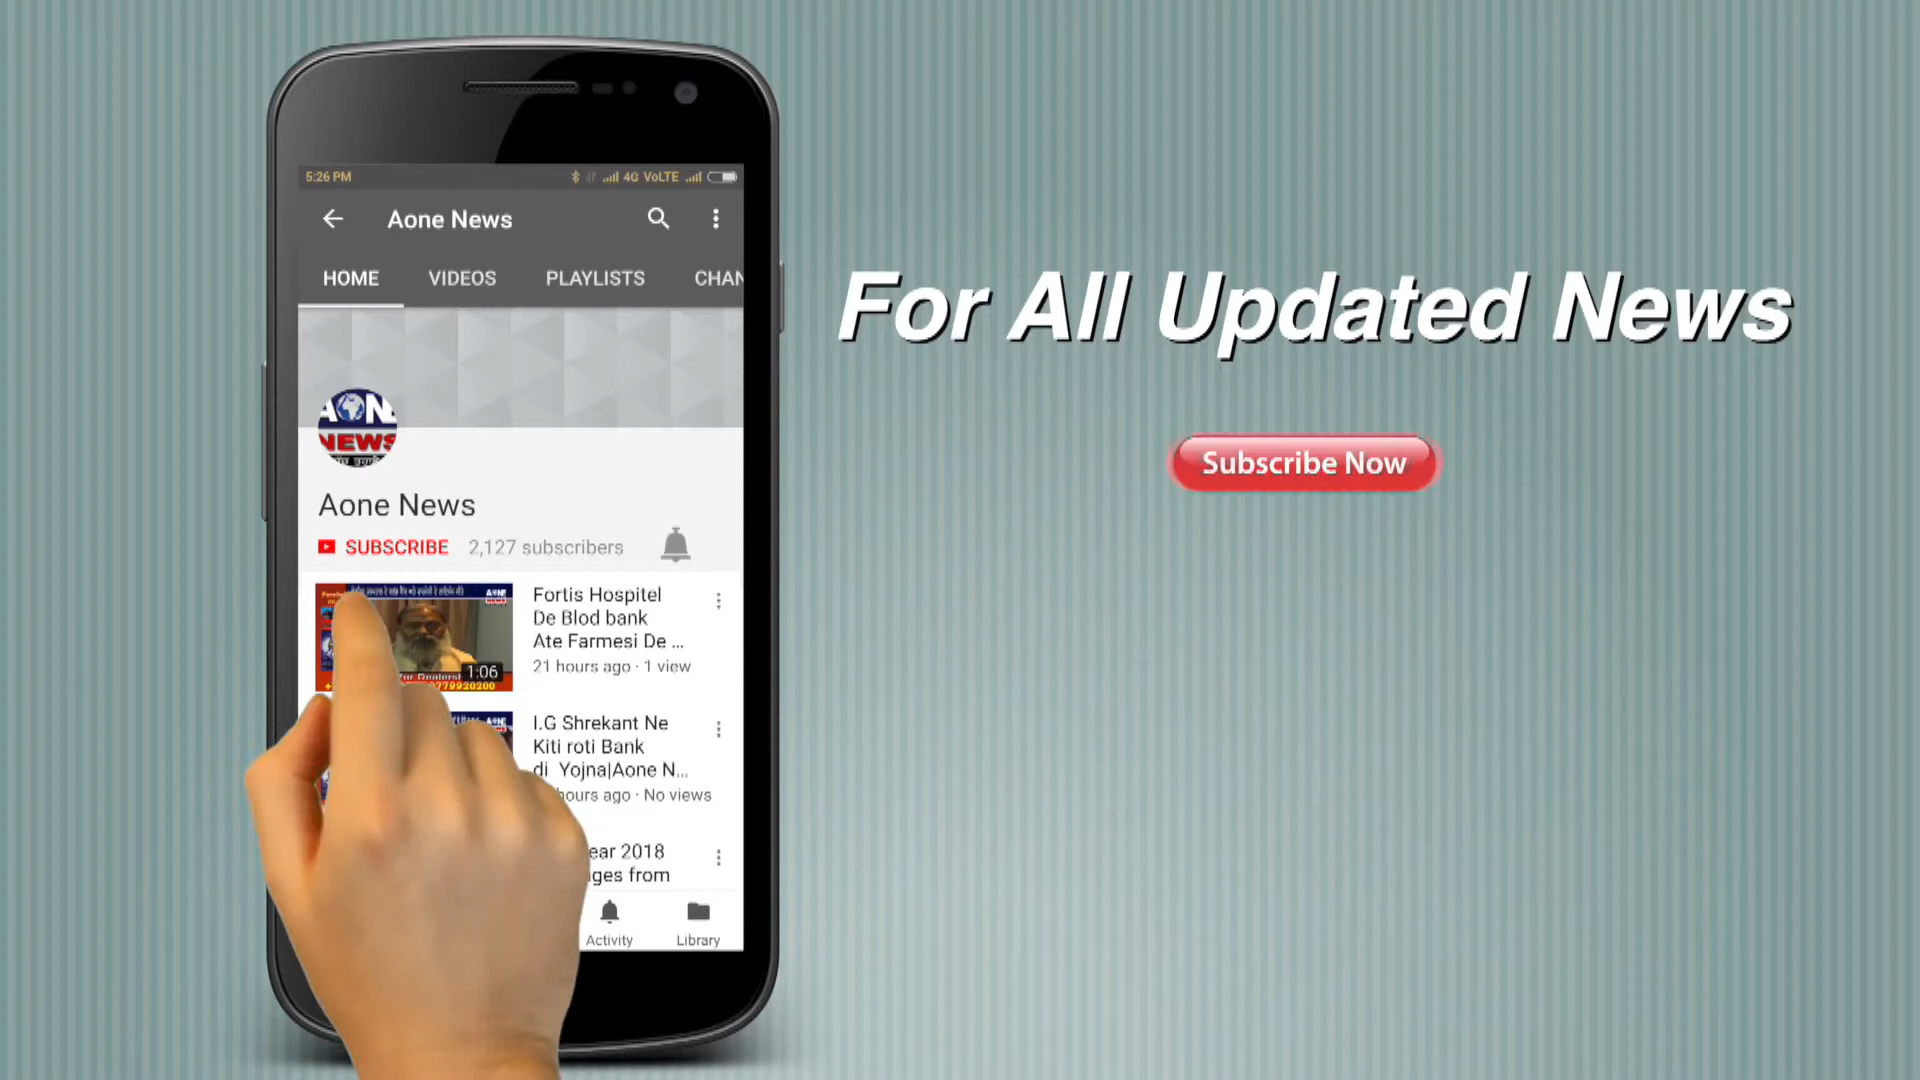 5:26 PM
4G VoLTE
Aone News
HOME VIDEOS PLAYLISTS CHAN
For All Updated News
Subscribe Now
NEWS
Aone News
SUBSCRIBE 2,127 subscribers
Fortis Hospitel
De Blod bank
Ate Farmesi De ...
21 hours ago · 1 view
1:06
I.G Shrekant Ne
Kiti roti Bank
di Yojna|Aone N...
hours ago · No views
ear 2018
ges from
Activity
Library